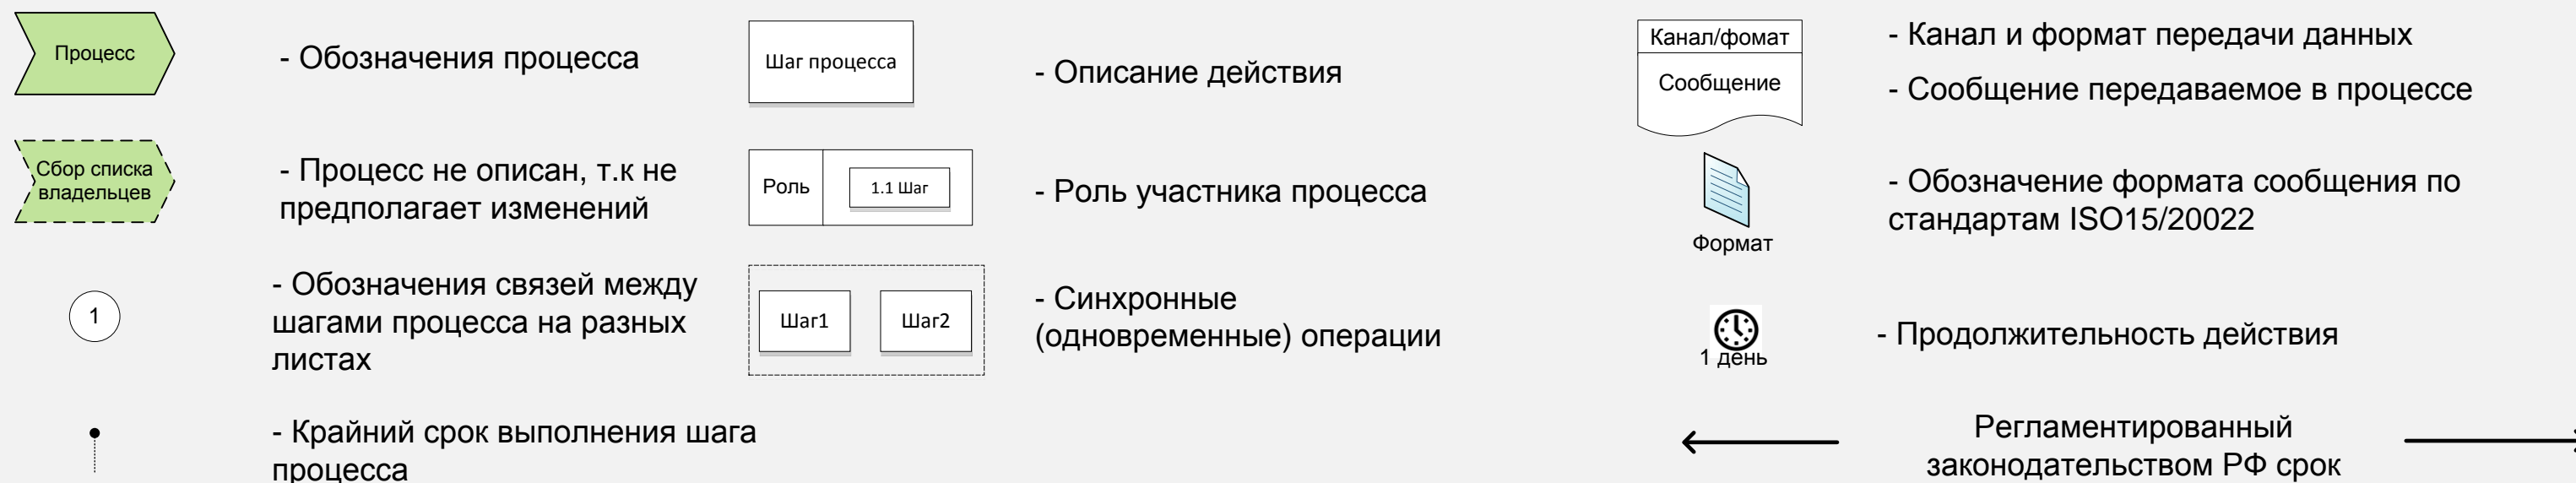 Процесс
- Обозначения процесса
Сбор списка
владельцев
- Процесс не описан, т.к не
предполагает изменений
1
- Обозначения связей между
шагами процесса на разных
листах
- Крайний срок выполнения шага
процесса
Шаг процесса
- Описание действия
Роль
1.1 Шаг
- Роль участника процесса
Шаг1
Шаг2
- Синхронные
(одновременные) операции
Канал/фомат
Сообщение
- Канал и формат передачи данных
- Сообщение передаваемое в процессе
Формат
- Обозначение формата сообщения по
стандартам ISO15/20022
1 день
- Продолжительность действия
Регламентированный
законодательством РФ срок